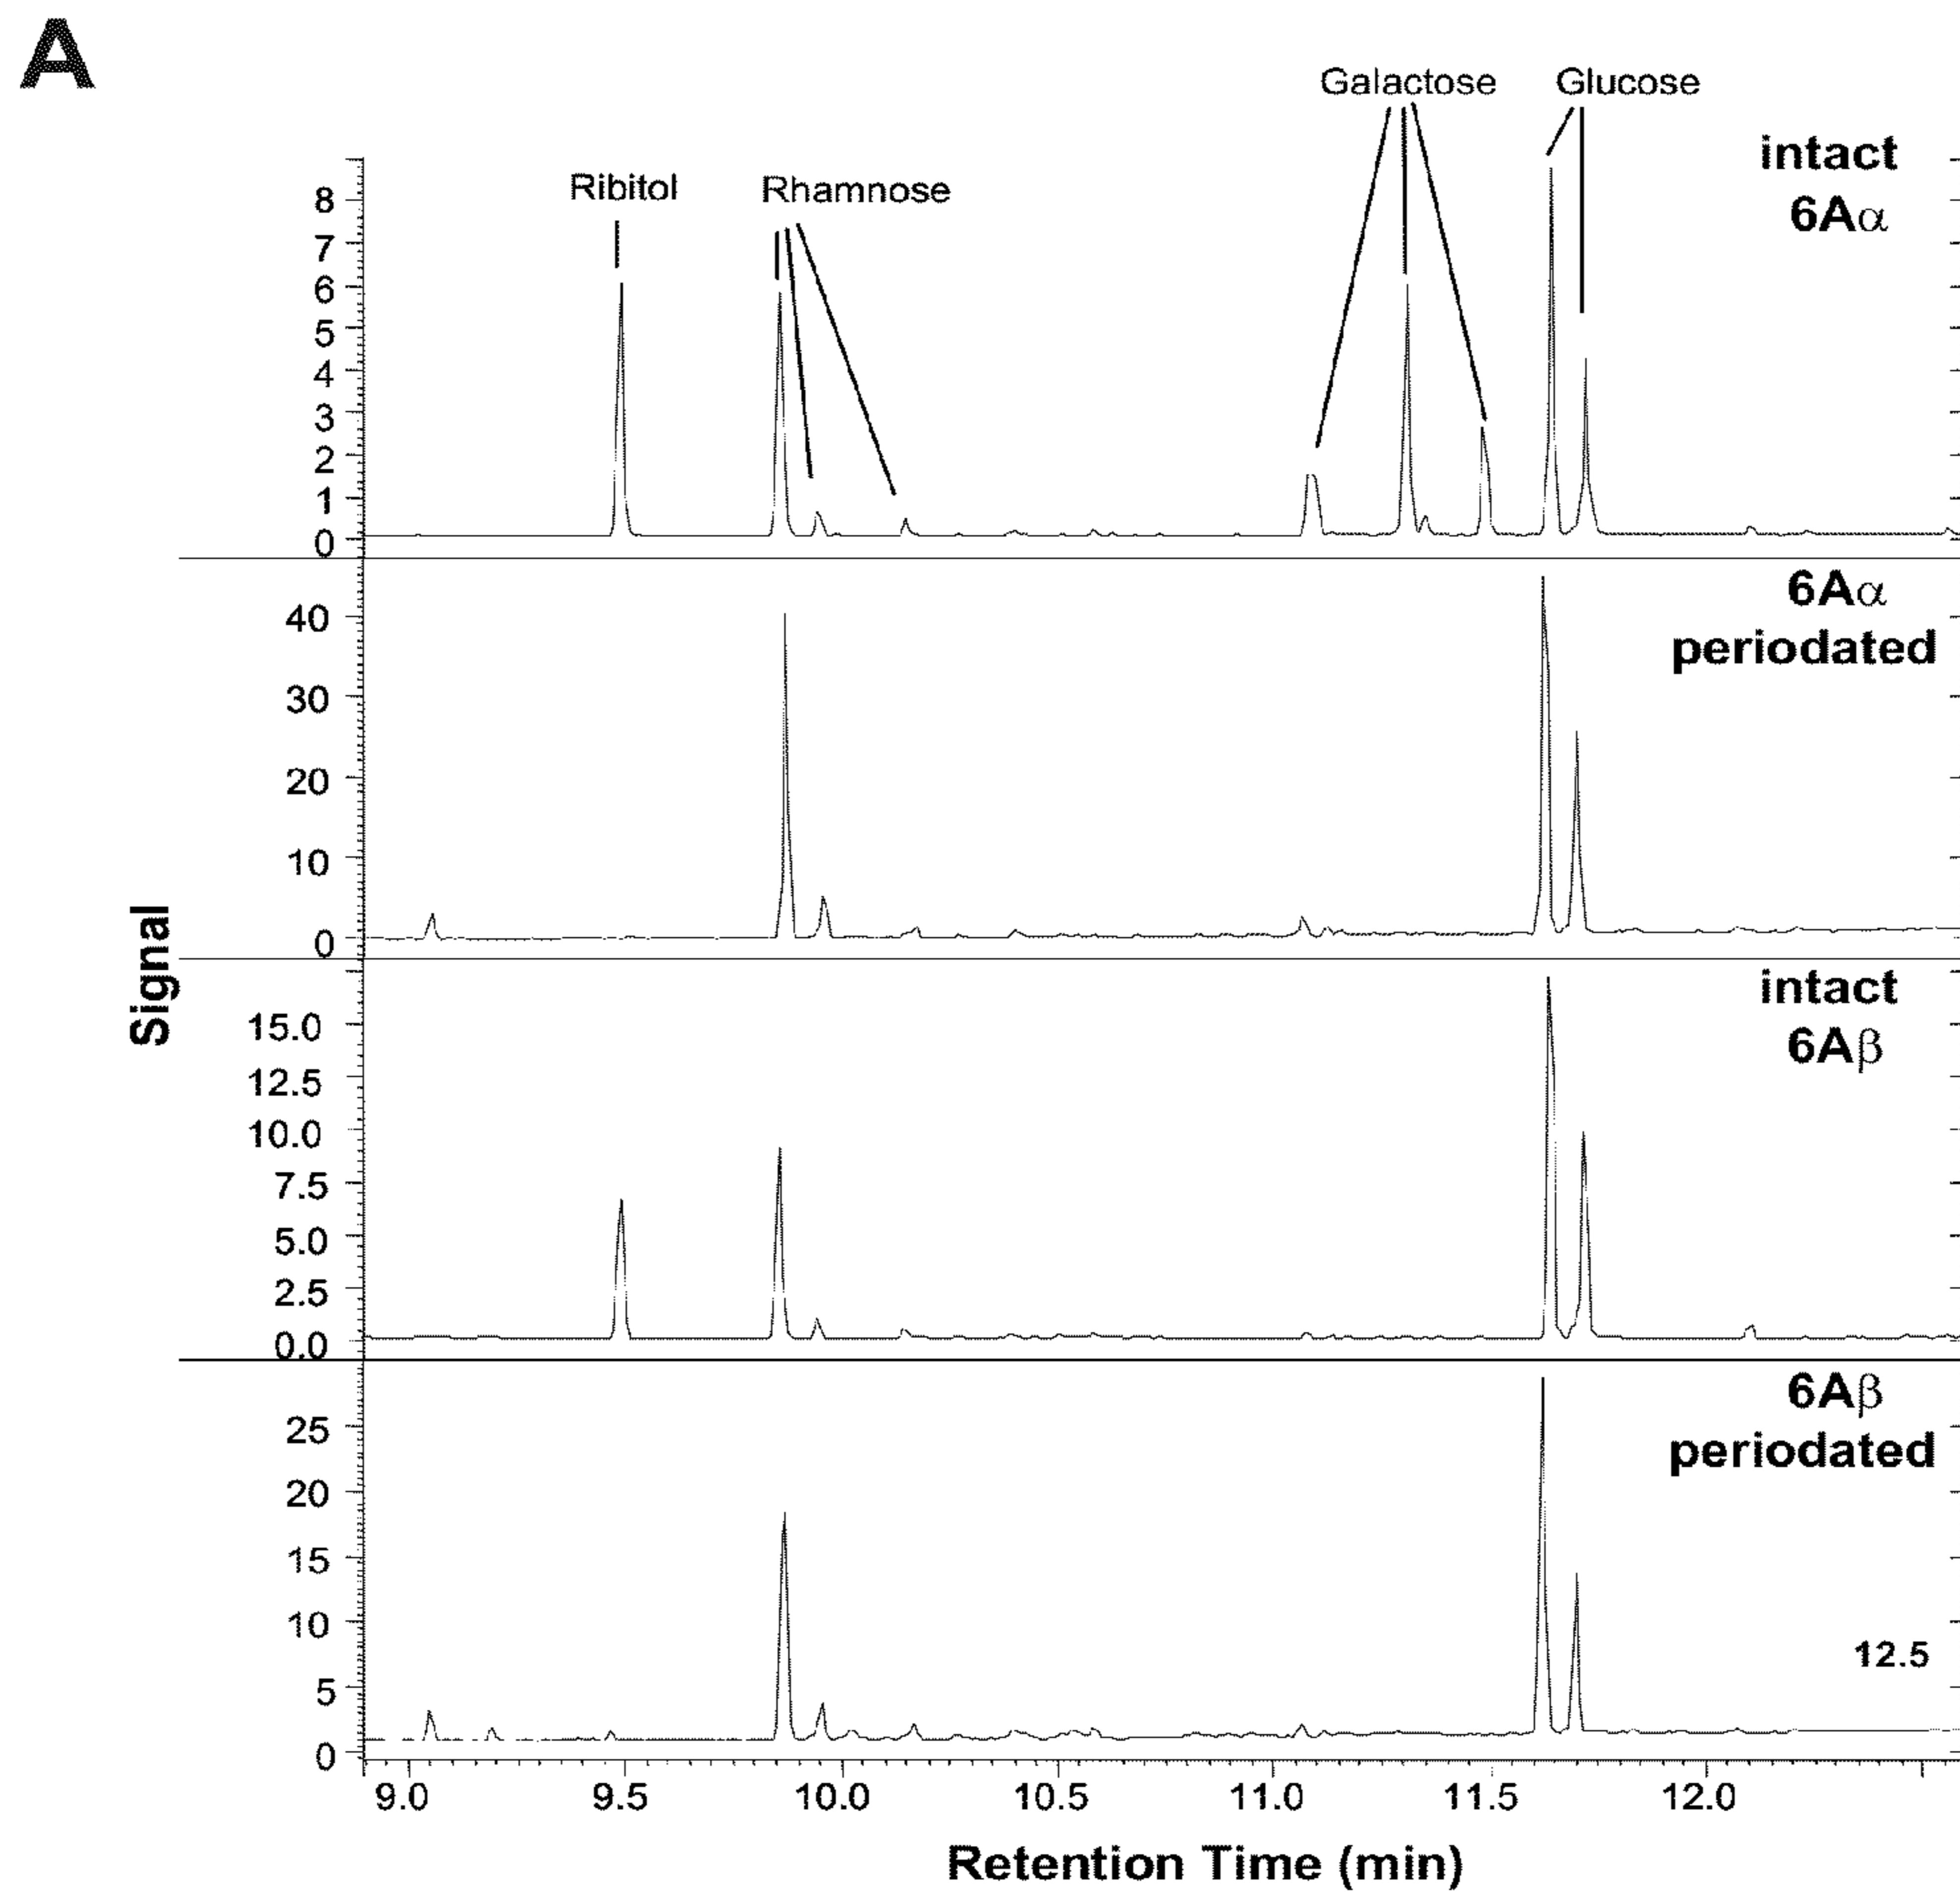 A
Galactose Glucose
Ribitol Rhamnose
intact
6Aα
8
7
6
5
4
3
2
1
0
6Aα
periodated
40
30
20
10
0
Signal
intact
6Aβ
15.0
12.5
10.0
7.5
5.0
2.5
0.0
6Aβ
periodated
25
20
15
10
5
0
12.5
9.0 9.5 10.0 10.5 11.0 11.5 12.0
Retention Time (min)